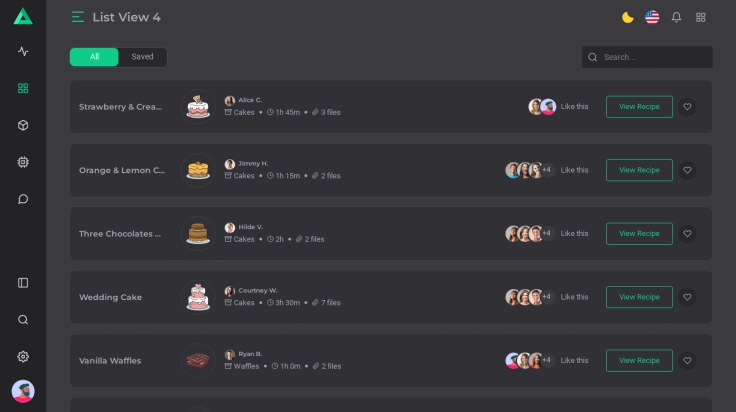 List View 4
All Saved Search...
Strawberry & Crea...
Alice C.
Cakes • 1h 45m • 3 files
Like this View Recipe
Orange & Lemon C...
Jimmy H.
Cakes • 1h 15m • 2 files
+4 Like this View Recipe
Three Chocolates ...
Hilde V.
Cakes • 2h • 2 files
+4 Like this View Recipe
Wedding Cake
Courtney W.
Cakes • 3h 30m • 7 files
+4 Like this View Recipe
Vanilla Waffles
Ryan B.
Waffles • 1h 0m • 2 files
+4 Like this View Recipe